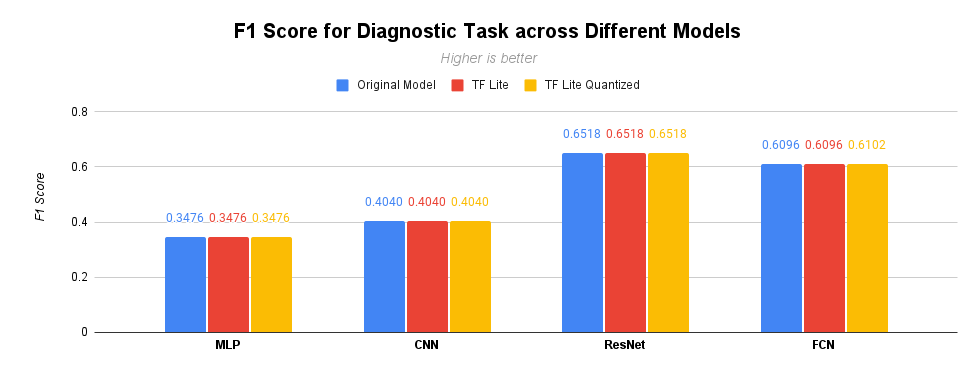 F1 Score for Diagnostic Task across Different Models
Higher is better
Original Model TF Lite TF Lite Quantized
F1 Score
0.8
0.6
0.4
0.2
0
0.3476 0.3476 0.3476
0.4040 0.4040 0.4040
0.6518 0.6518 0.6518
0.6096 0.6096 0.6102
MLP CNN ResNet FCN